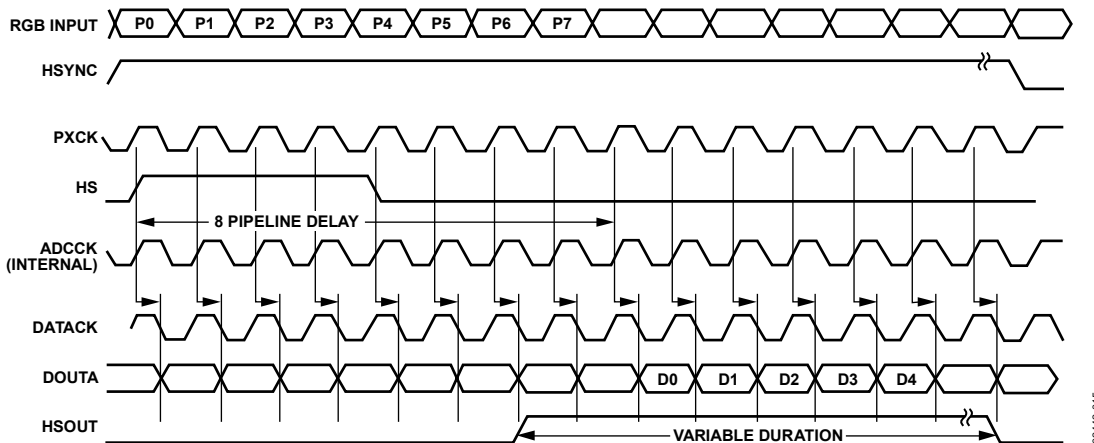 RGB INPUT P0 P1 P2 P3 P4 P5 P6 P7
HSYNC
PXCK
HS
8 PIPELINE DELAY
ADCCK
(INTERNAL)
DATACK
DOUTA D0 D1 D2 D3 D4
HSOUT
VARIABLE DURATION